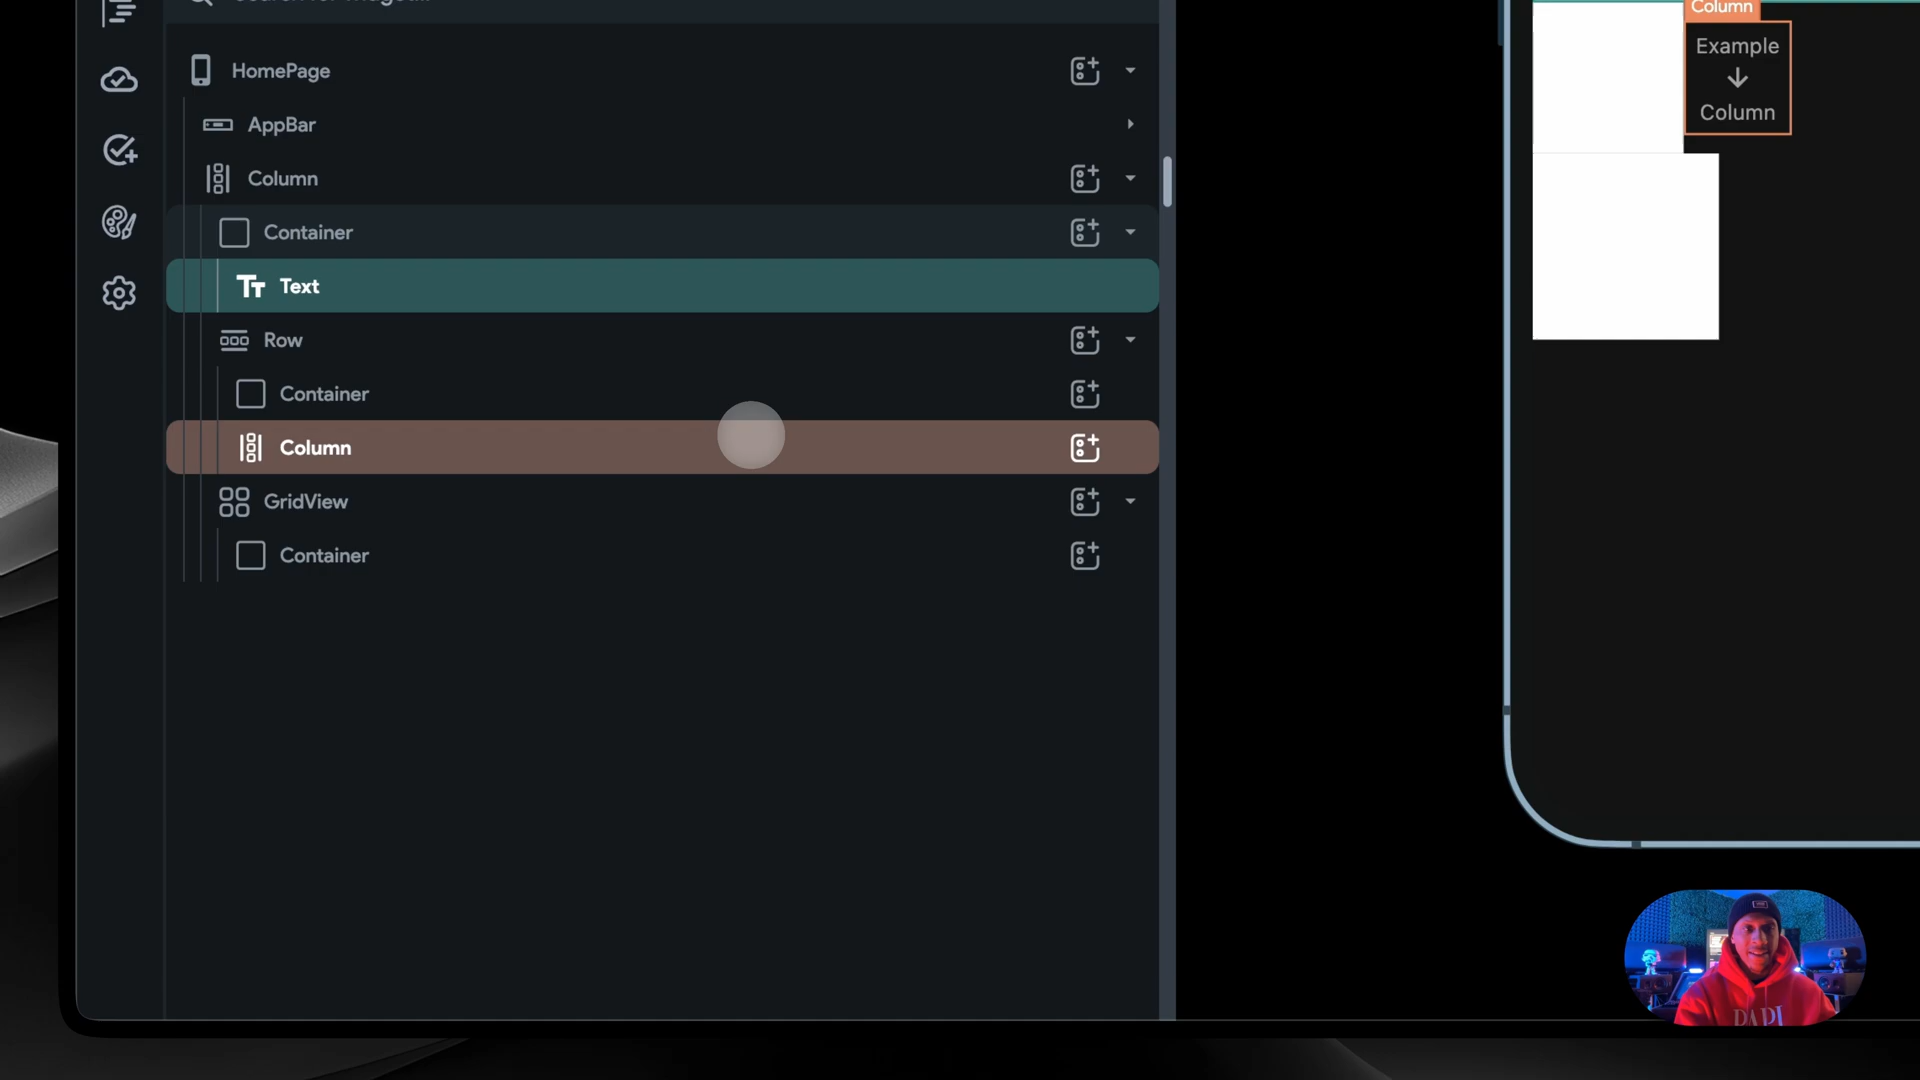 HomePage
AppBar
Column
Container
Text
Row
Container
Column
GridView
Container
Column
Example
Column